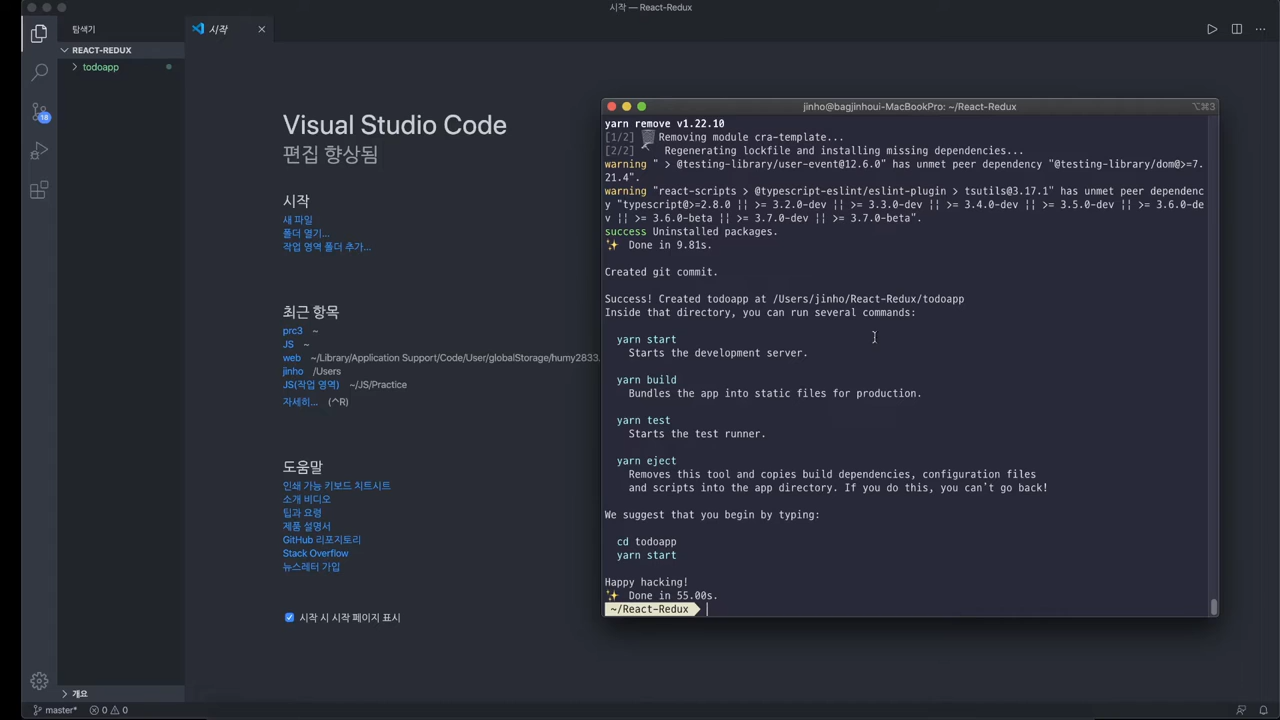 시작 — React-Redux
탐색기
시작
REACT-REDUX
todoapp
18
Visual Studio Code
편집 향상됨
시작
새 파일
폴더 열기...
작업 영역 폴더 추가...
최근 항목
prc3 ~
JS ~
web ~/Library/Application Support/Code/User/globalStorage/humy2833.
jinho /Users
JS(작업 영역) ~/JS/Practice
자세히... (^R)
도움말
인쇄 가능 키보드 치트시트
소개 비디오
팁과 요령
제품 설명서
GitHub 리포지토리
Stack Overflow
뉴스레터 가입
시작 시 시작 페이지 표시
개요
master* 0 0
jinho@bagjinhoui-MacBookPro: ~/React-Redux
⌥⌘3
yarn remove v1.22.10
[1/2] Removing module cra-template...
[2/2] Regenerating lockfile and installing missing dependencies...
warning " > @testing-library/user-event@12.6.0" has unmet peer dependency "@testing-library/dom@>=7.
21.4".
warning "react-scripts > @typescript-eslint/eslint-plugin > tsutils@3.17.1" has unmet peer dependenc
y "typescript@>=2.8.0 || >= 3.2.0-dev || >= 3.3.0-dev || >= 3.4.0-dev || >= 3.5.0-dev || >= 3.6.0-de
v || >= 3.6.0-beta || >= 3.7.0-dev || >= 3.7.0-beta".
success Uninstalled packages.
✨ Done in 9.81s.
Created git commit.
Success! Created todoapp at /Users/jinho/React-Redux/todoapp
Inside that directory, you can run several commands:
yarn start
Starts the development server.
yarn build
Bundles the app into static files for production.
yarn test
Starts the test runner.
yarn eject
Removes this tool and copies build dependencies, configuration files
and scripts into the app directory. If you do this, you can't go back!
We suggest that you begin by typing:
cd todoapp
yarn start
Happy hacking!
✨ Done in 55.00s.
~/React-Redux